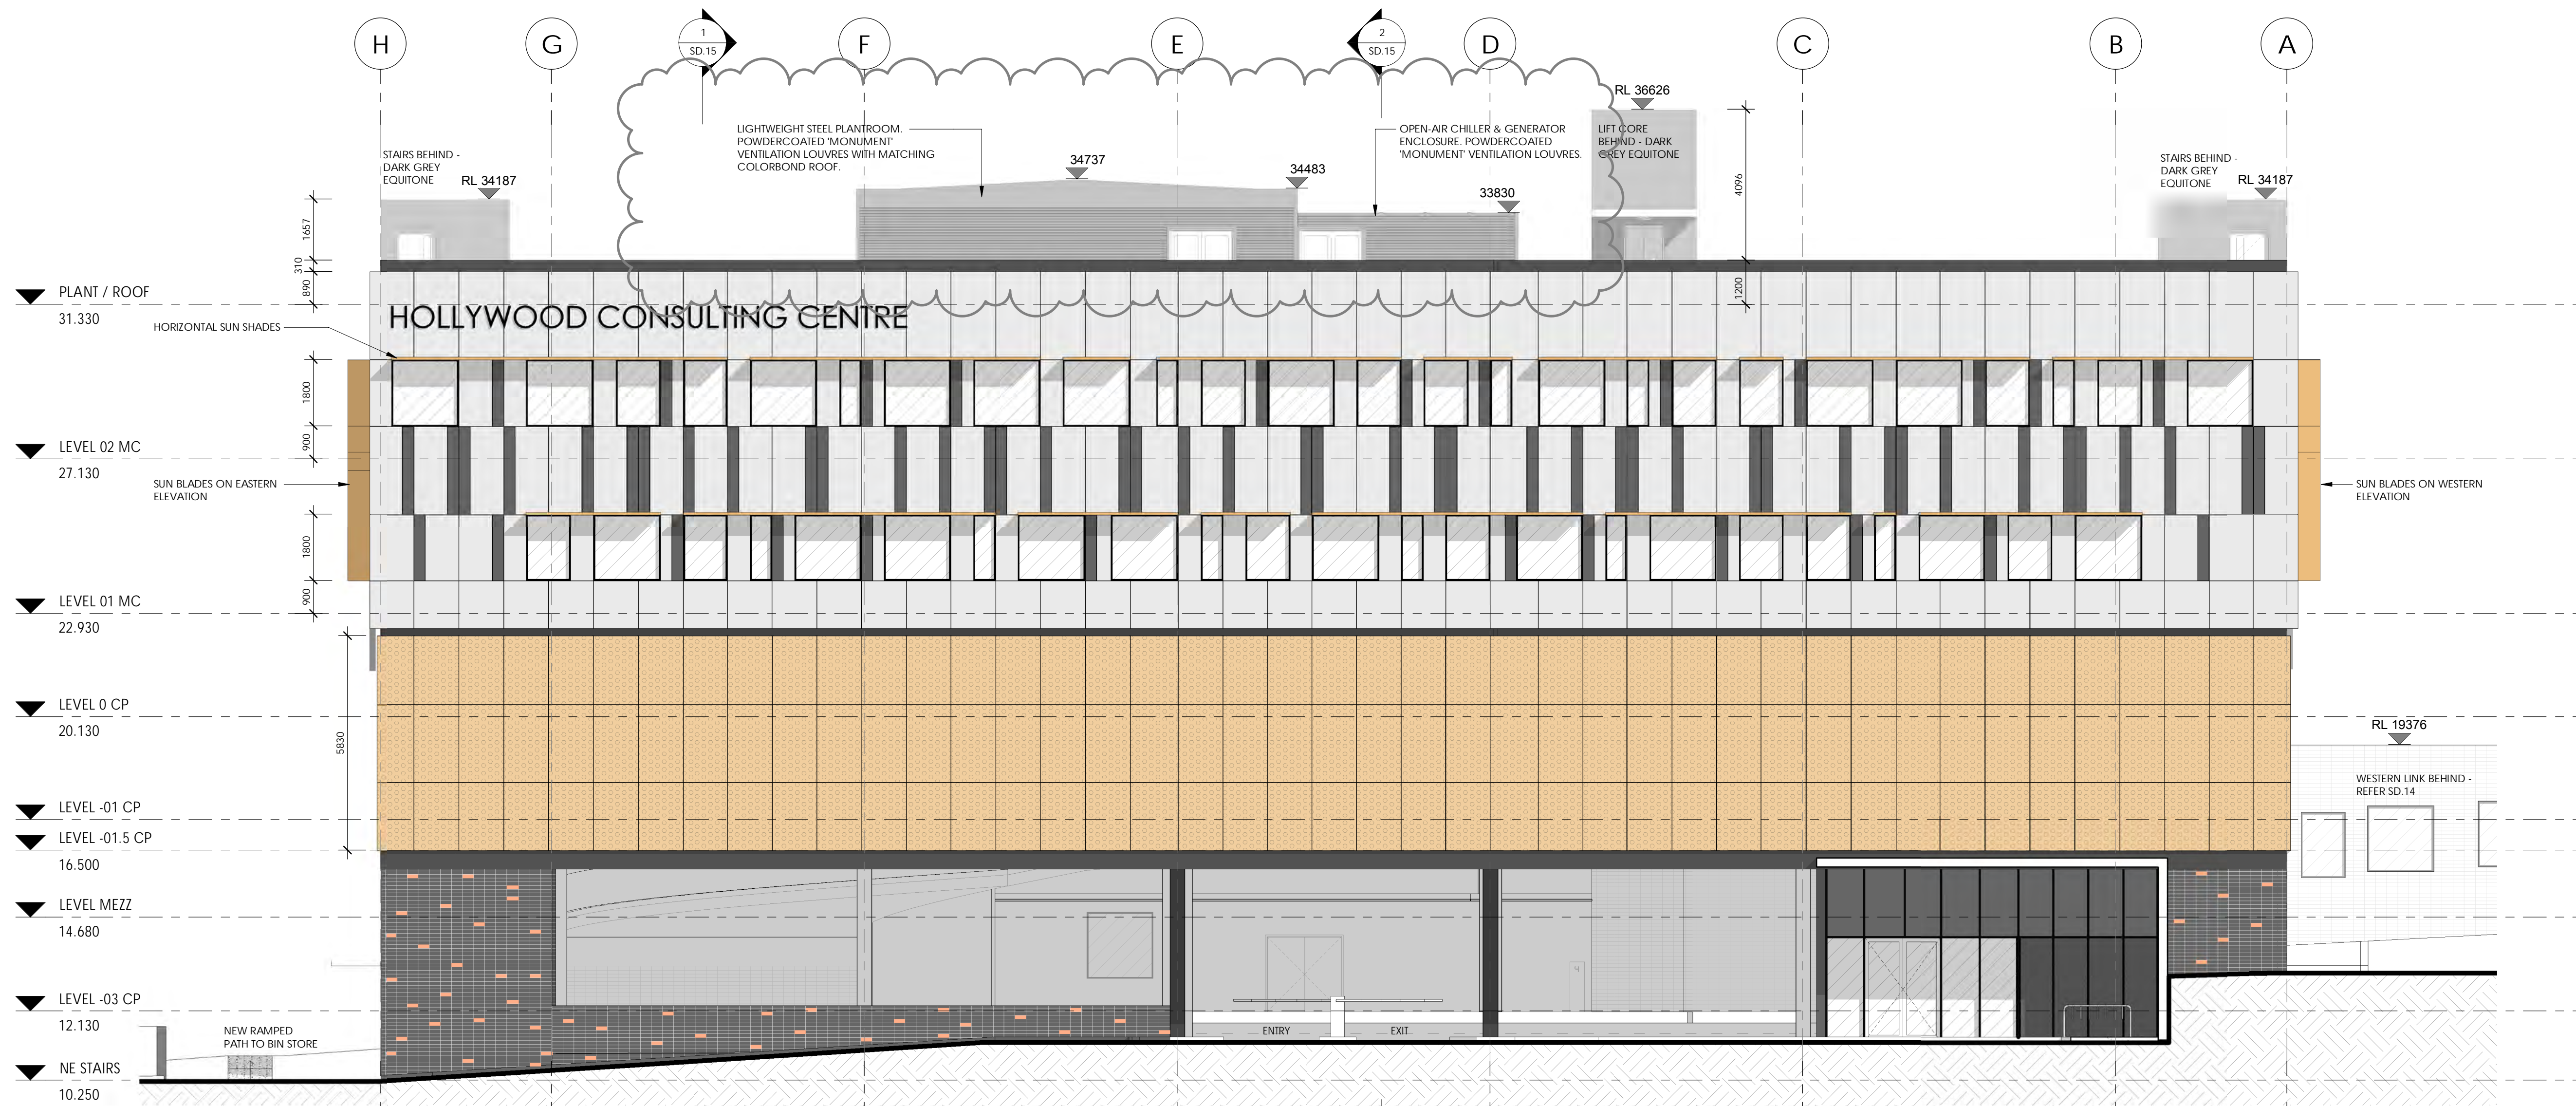 H
G
1
SD.15
F
E
2
SD.15
D
C
B
A
RL 36626
LIGHTWEIGHT STEEL PLANTROOM.
POWDERCOATED 'MONUMENT'
VENTILATION LOUVRES WITH MATCHING
COLORBOND ROOF.
OPEN-AIR CHILLER & GENERATOR
ENCLOSURE. POWDERCOATED
'MONUMENT' VENTILATION LOUVRES.
LIFT CORE
BEHIND - DARK
GREY EQUITONE
STAIRS BEHIND -
DARK GREY
EQUITONE
RL 34187
34737
34483
33830
4096
STAIRS BEHIND -
DARK GREY
EQUITONE
RL 34187
1657
310
890
1200
PLANT / ROOF
31.330
HORIZONTAL SUN SHADES
HOLLYWOOD CONSULTING CENTRE
1800
900
LEVEL 02 MC
27.130
SUN BLADES ON EASTERN
ELEVATION
SUN BLADES ON WESTERN
ELEVATION
1800
900
LEVEL 01 MC
22.930
LEVEL 0 CP
20.130
5830
RL 19376
WESTERN LINK BEHIND -
REFER SD.14
LEVEL -01 CP
LEVEL -01.5 CP
16.500
LEVEL MEZZ
14.680
LEVEL -03 CP
12.130
NEW RAMPED
PATH TO BIN STORE
ENTRY
EXIT
NE STAIRS
10.250